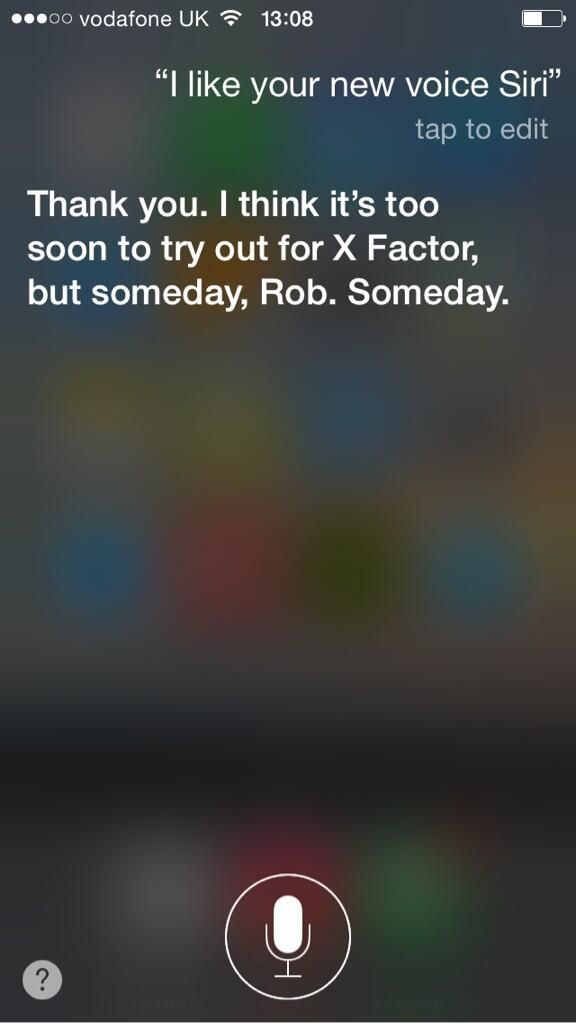 vodafone UK 13:08
“I like your new voice Siri”
tap to edit
Thank you. I think it’s too
soon to try out for X Factor,
but someday, Rob. Someday.
?